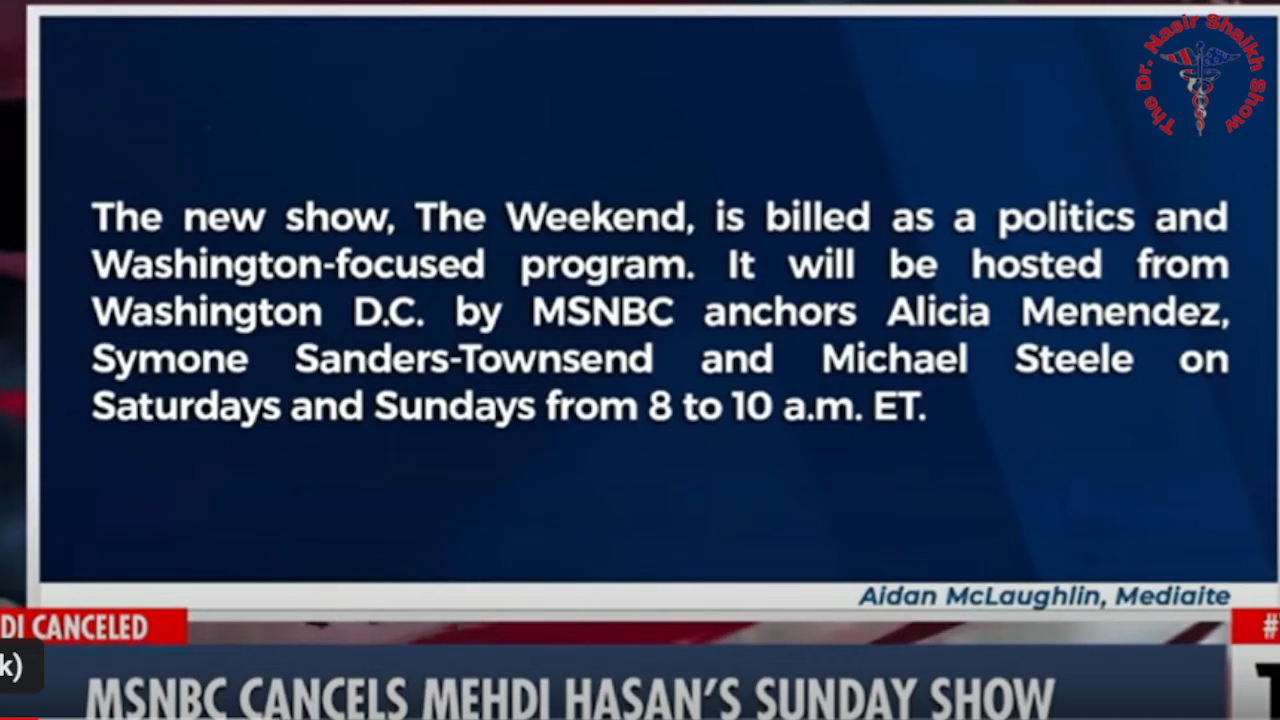 The Dr. Nasir Shaikh Show
The new show, The Weekend, is billed as a politics and
Washington-focused program. It will be hosted from
Washington D.C. by MSNBC anchors Alicia Menendez,
Symone Sanders-Townsend and Michael Steele on
Saturdays and Sundays from 8 to 10 a.m. ET.
Aidan McLaughlin, Mediaite
DI CANCELED
#
k)
MSNBC CANCELS MEHDI HASAN'S SUNDAY SHOW